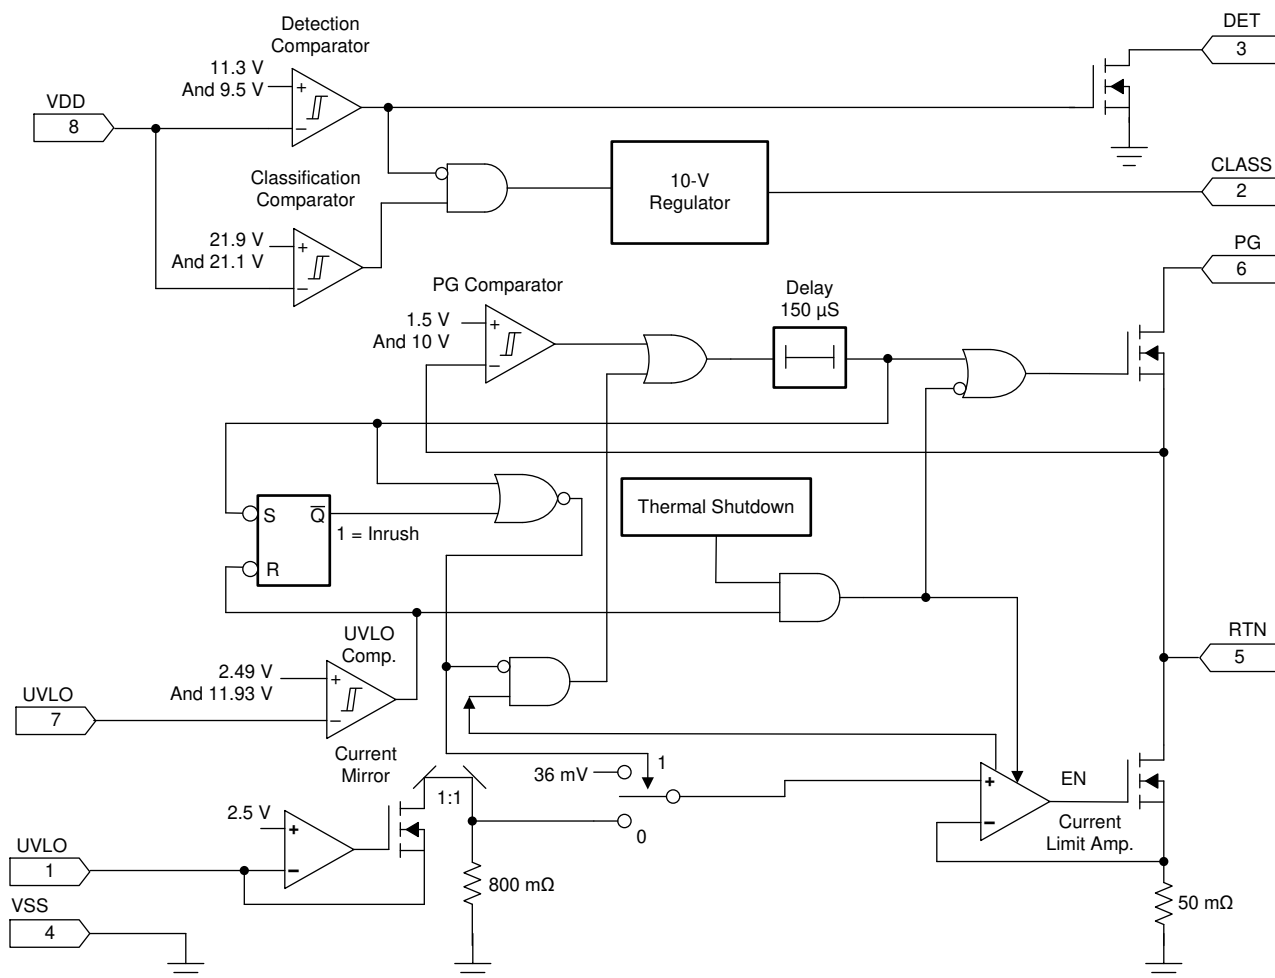 Detection
Comparator
DET
3
11.3 V
And 9.5 V
+
−
VDD
8
Classification
Comparator
10-V
Regulator
CLASS
2
21.9 V
And 21.1 V
+
−
PG
6
PG Comparator
Delay
150 µS
1.5 V
And 10 V
+
−
S
Q
1 = Inrush
R
Thermal Shutdown
UVLO
Comp.
RTN
5
2.49 V
And 11.93 V
+
−
UVLO
7
Current
Mirror
36 mV
1
1:1
0
2.5 V
+
−
+
−
EN
Current
Limit Amp.
UVLO
1
800 mΩ
50 mΩ
VSS
4